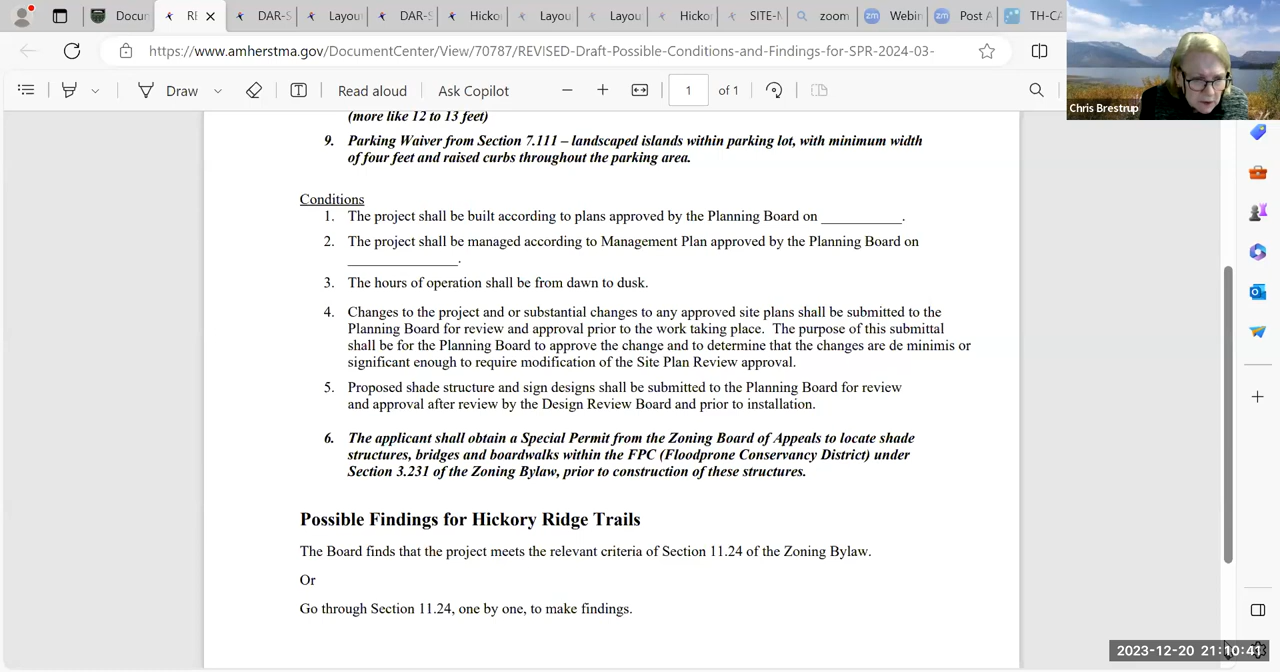 Docum
RE
DAR-S
Layou
DAR-S
Hicko
Layou
Layou
Hicko
SITE-M
zoom
Webin
Post A
TH-CA
https://www.amherstma.gov/DocumentCenter/View/70787/REVISED-Draft-Possible-Conditions-and-Findings-for-SPR-2024-03-
Draw
Read aloud
Ask Copilot
1
of 1
Chris Brestrup
(more like 12 to 13 feet)
9. Parking Waiver from Section 7.111 – landscaped islands within parking lot, with minimum width
of four feet and raised curbs throughout the parking area.
Conditions
1. The project shall be built according to plans approved by the Planning Board on ___________.
2. The project shall be managed according to Management Plan approved by the Planning Board on
_______________.
3. The hours of operation shall be from dawn to dusk.
4. Changes to the project and or substantial changes to any approved site plans shall be submitted to the
Planning Board for review and approval prior to the work taking place. The purpose of this submittal
shall be for the Planning Board to approve the change and to determine that the changes are de minimis or
significant enough to require modification of the Site Plan Review approval.
5. Proposed shade structure and sign designs shall be submitted to the Planning Board for review
and approval after review by the Design Review Board and prior to installation.
6. The applicant shall obtain a Special Permit from the Zoning Board of Appeals to locate shade
structures, bridges and boardwalks within the FPC (Floodprone Conservancy District) under
Section 3.231 of the Zoning Bylaw, prior to construction of these structures.
Possible Findings for Hickory Ridge Trails
The Board finds that the project meets the relevant criteria of Section 11.24 of the Zoning Bylaw.
Or
Go through Section 11.24, one by one, to make findings.
2023-12-20 21:10:41